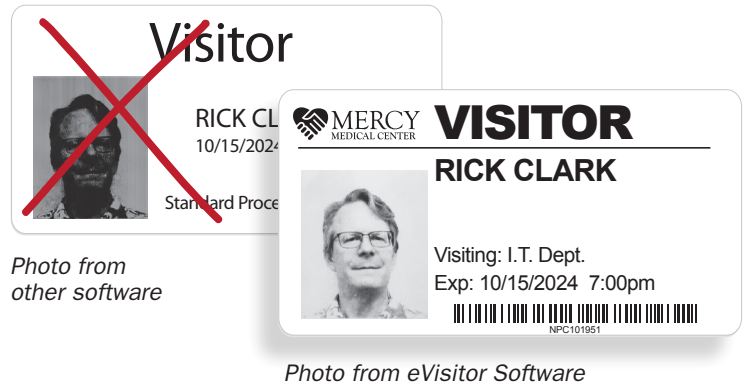 Visitor
RICK CL
10/15/2024
Standard Proce
Photo from
other software
MERCY
MEDICAL CENTER
VISITOR
RICK CLARK
Visiting: I.T. Dept.
Exp: 10/15/2024 7:00pm
NPC101951
Photo from eVisitor Software